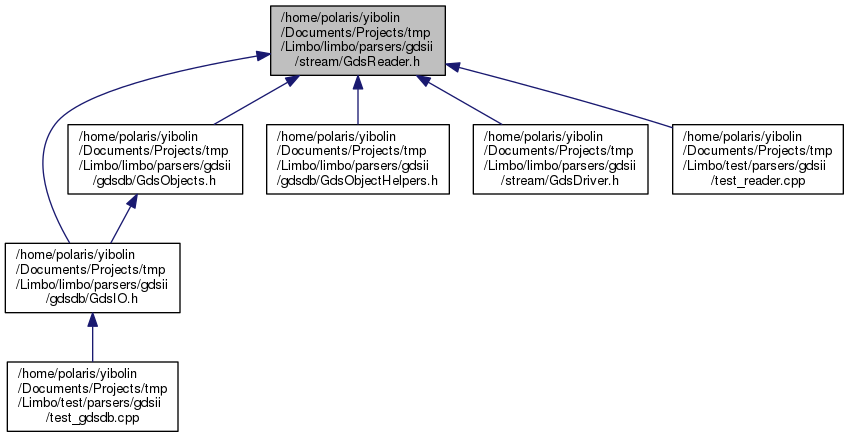 /home/polaris/yibolin
/Documents/Projects/tmp
/Limbo/limbo/parsers/gdsii
/stream/GdsReader.h
/home/polaris/yibolin
/Documents/Projects/tmp
/Limbo/limbo/parsers/gdsii
/gdsdb/GdsObjects.h
/home/polaris/yibolin
/Documents/Projects/tmp
/Limbo/limbo/parsers/gdsii
/gdsdb/GdsObjectHelpers.h
/home/polaris/yibolin
/Documents/Projects/tmp
/Limbo/limbo/parsers/gdsii
/stream/GdsDriver.h
/home/polaris/yibolin
/Documents/Projects/tmp
/Limbo/test/parsers/gdsii
/test_reader.cpp
/home/polaris/yibolin
/Documents/Projects/tmp
/Limbo/limbo/parsers/gdsii
/gdsdb/GdsIO.h
/home/polaris/yibolin
/Documents/Projects/tmp
/Limbo/test/parsers/gdsii
/test_gdsdb.cpp